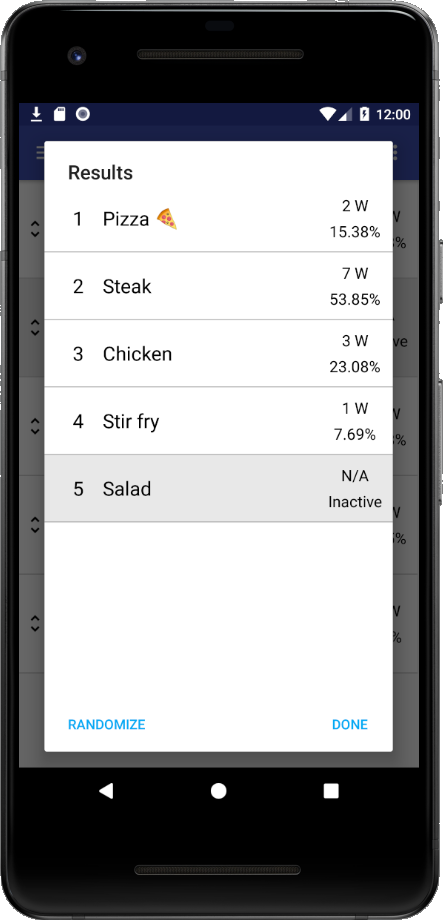 12:00
Results
1 Pizza 🍕 2 W
15.38%
2 Steak 7 W
53.85%
3 Chicken 3 W
23.08%
4 Stir fry 1 W
7.69%
5 Salad N/A
Inactive
RANDOMIZE DONE